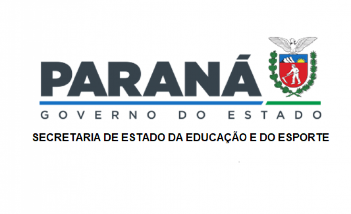 PARANÁ
GOVERNO DO ESTADO
SECRETARIA DE ESTADO DA EDUCAÇÃO E DO ESPORTE